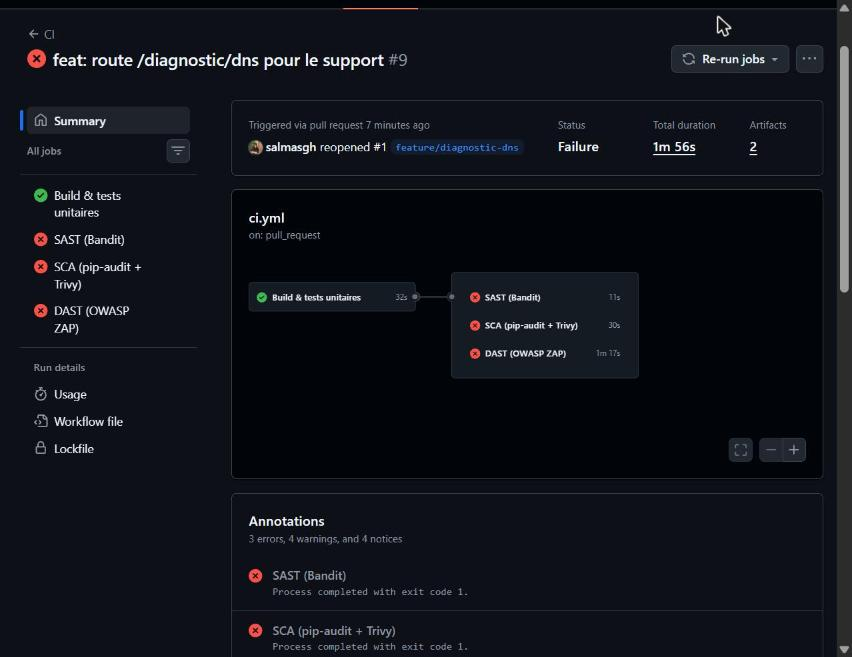 CI
feat: route /diagnostic/dns pour le support #9
Re-run jobs
Summary
All jobs
Build & tests
unitaires
SAST (Bandit)
SCA (pip-audit +
Trivy)
DAST (OWASP
ZAP)
Run details
Usage
Workflow file
Lockfile
Triggered via pull request 7 minutes ago
salmasgh reopened #1 feature/diagnostic-dns
Status
Failure
Total duration
1m 56s
Artifacts
2
ci.yml
on: pull_request
Build & tests unitaires 32s
SAST (Bandit) 11s
SCA (pip-audit + Trivy) 30s
DAST (OWASP ZAP) 1m 17s
Annotations
3 errors, 4 warnings, and 4 notices
SAST (Bandit)
Process completed with exit code 1.
SCA (pip-audit + Trivy)
Process completed with exit code 1.